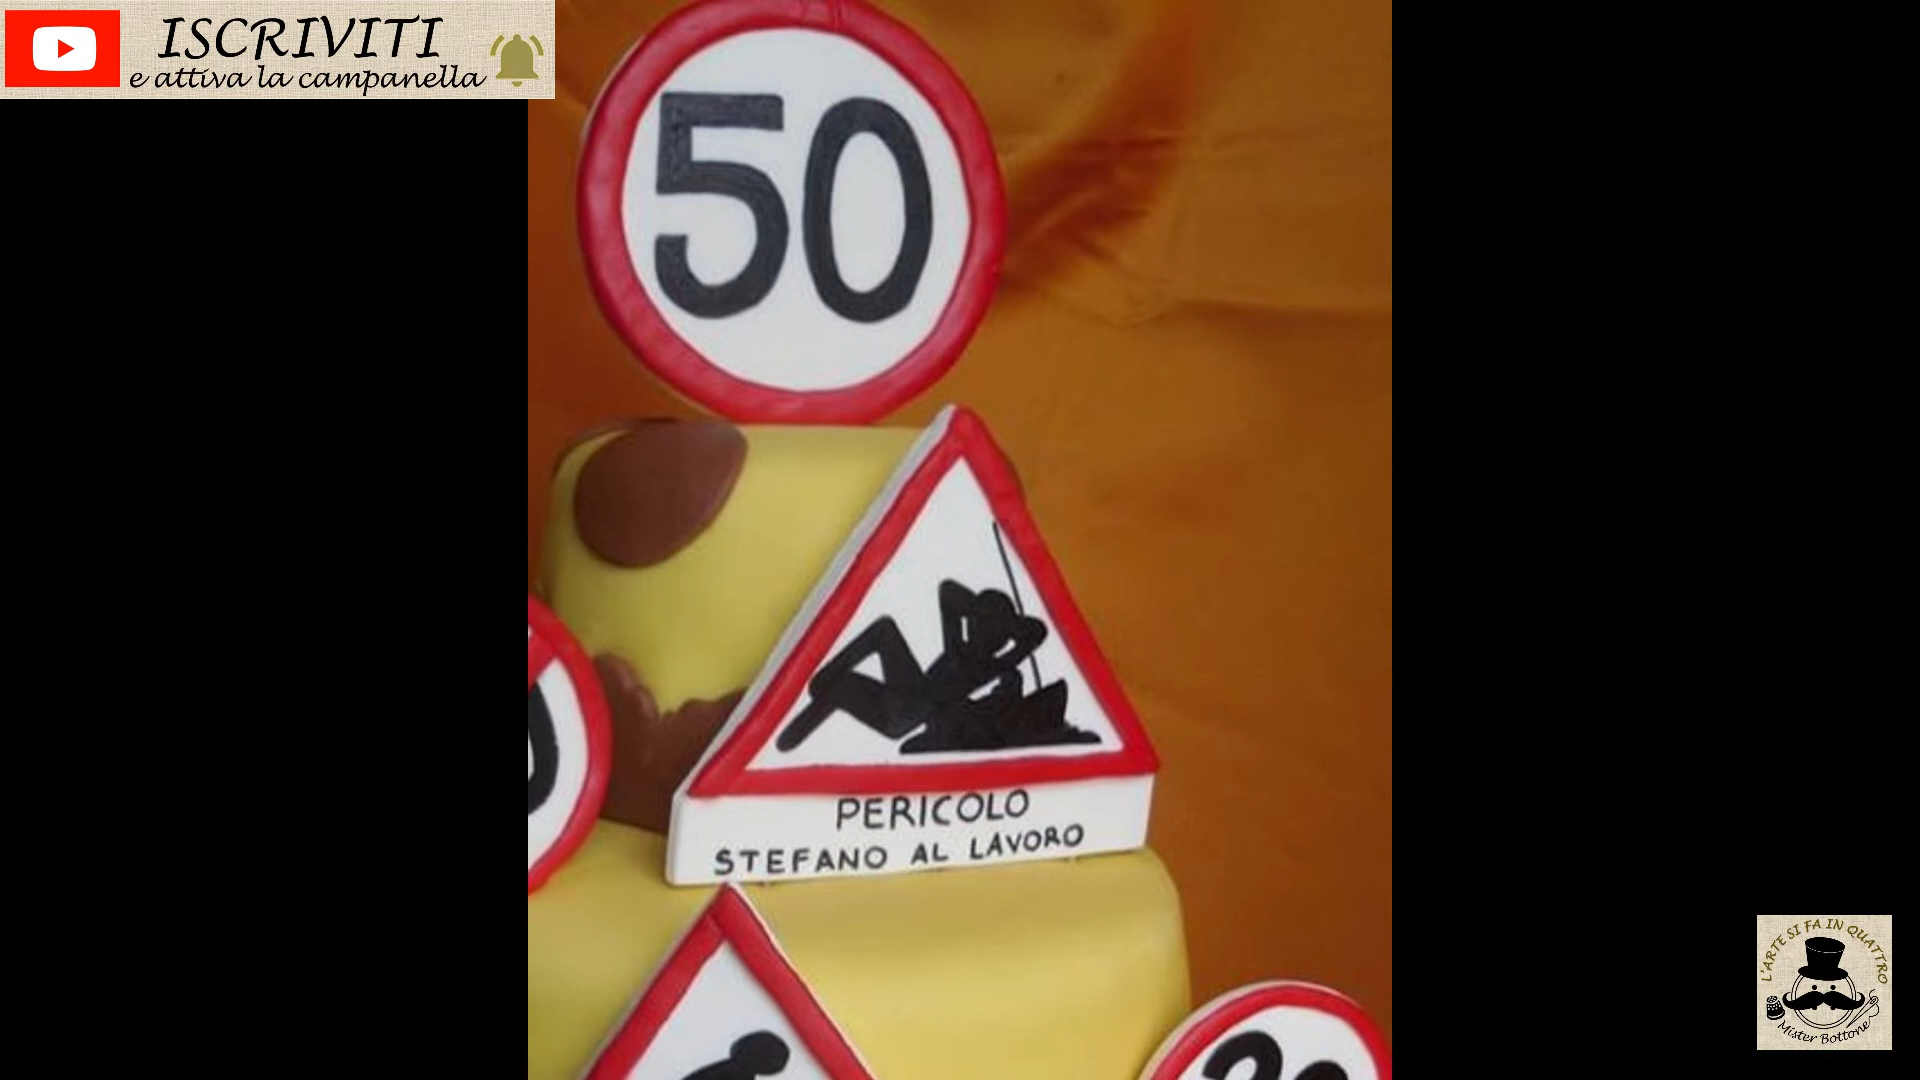 ISCRIVITI
e attiva la campanella
50
PERICOLO
STEFANO AL LAVORO
L'ARTE SI FA IN QUATTRO
Mister Bottone